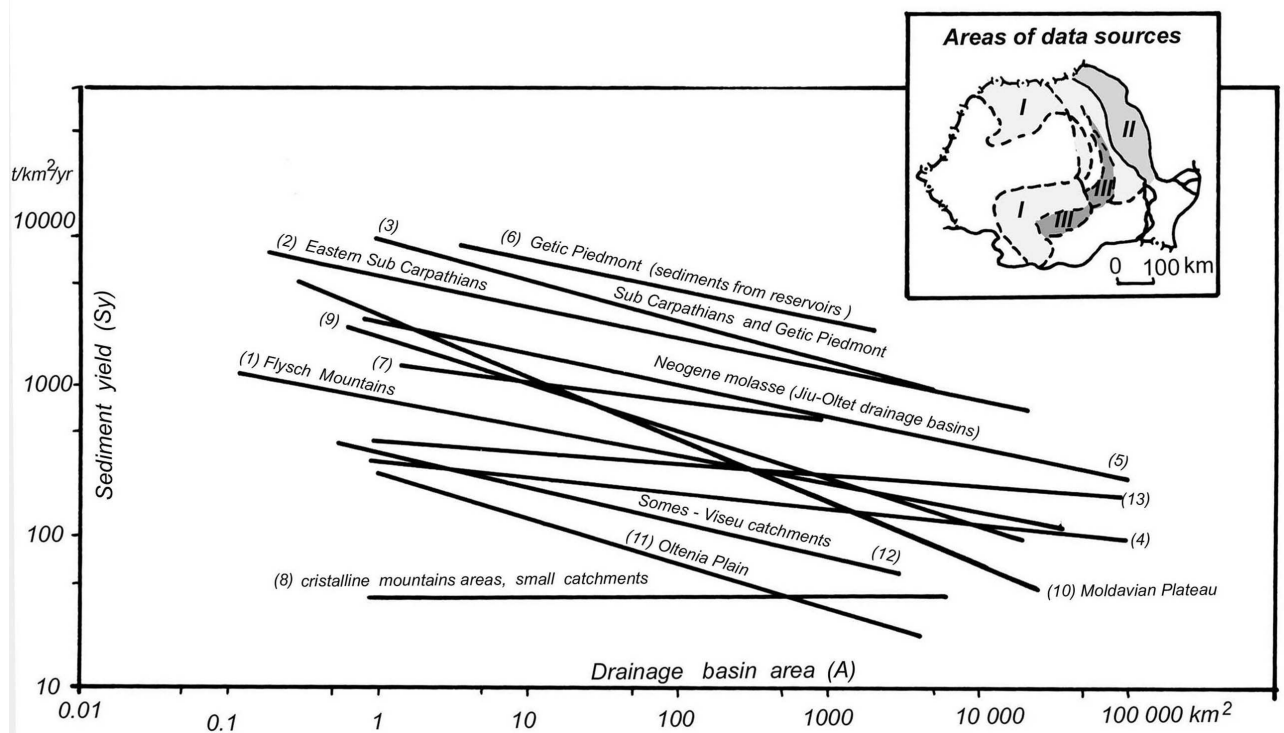 Areas of data sources
I
II
III
I
III
0 100 km
t/km²/yr
10000
1000
100
10
Sediment yield (Sy)
(3)
(6) Getic Piedmont (sediments from reservoirs )
(2) Eastern Sub Carpathians
Sub Carpathians and Getic Piedmont
(9)
(7)
Neogene molasse (Jiu-Oltet drainage basins)
(1) Flysch Mountains
(5)
(13)
Somes - Viseu catchments
(12)
(4)
(11) Oltenia Plain
(8) cristalline mountains areas, small catchments
(10) Moldavian Plateau
Drainage basin area (A)
0.01 0.1 1 10 100 1000 10 000 100 000 km²